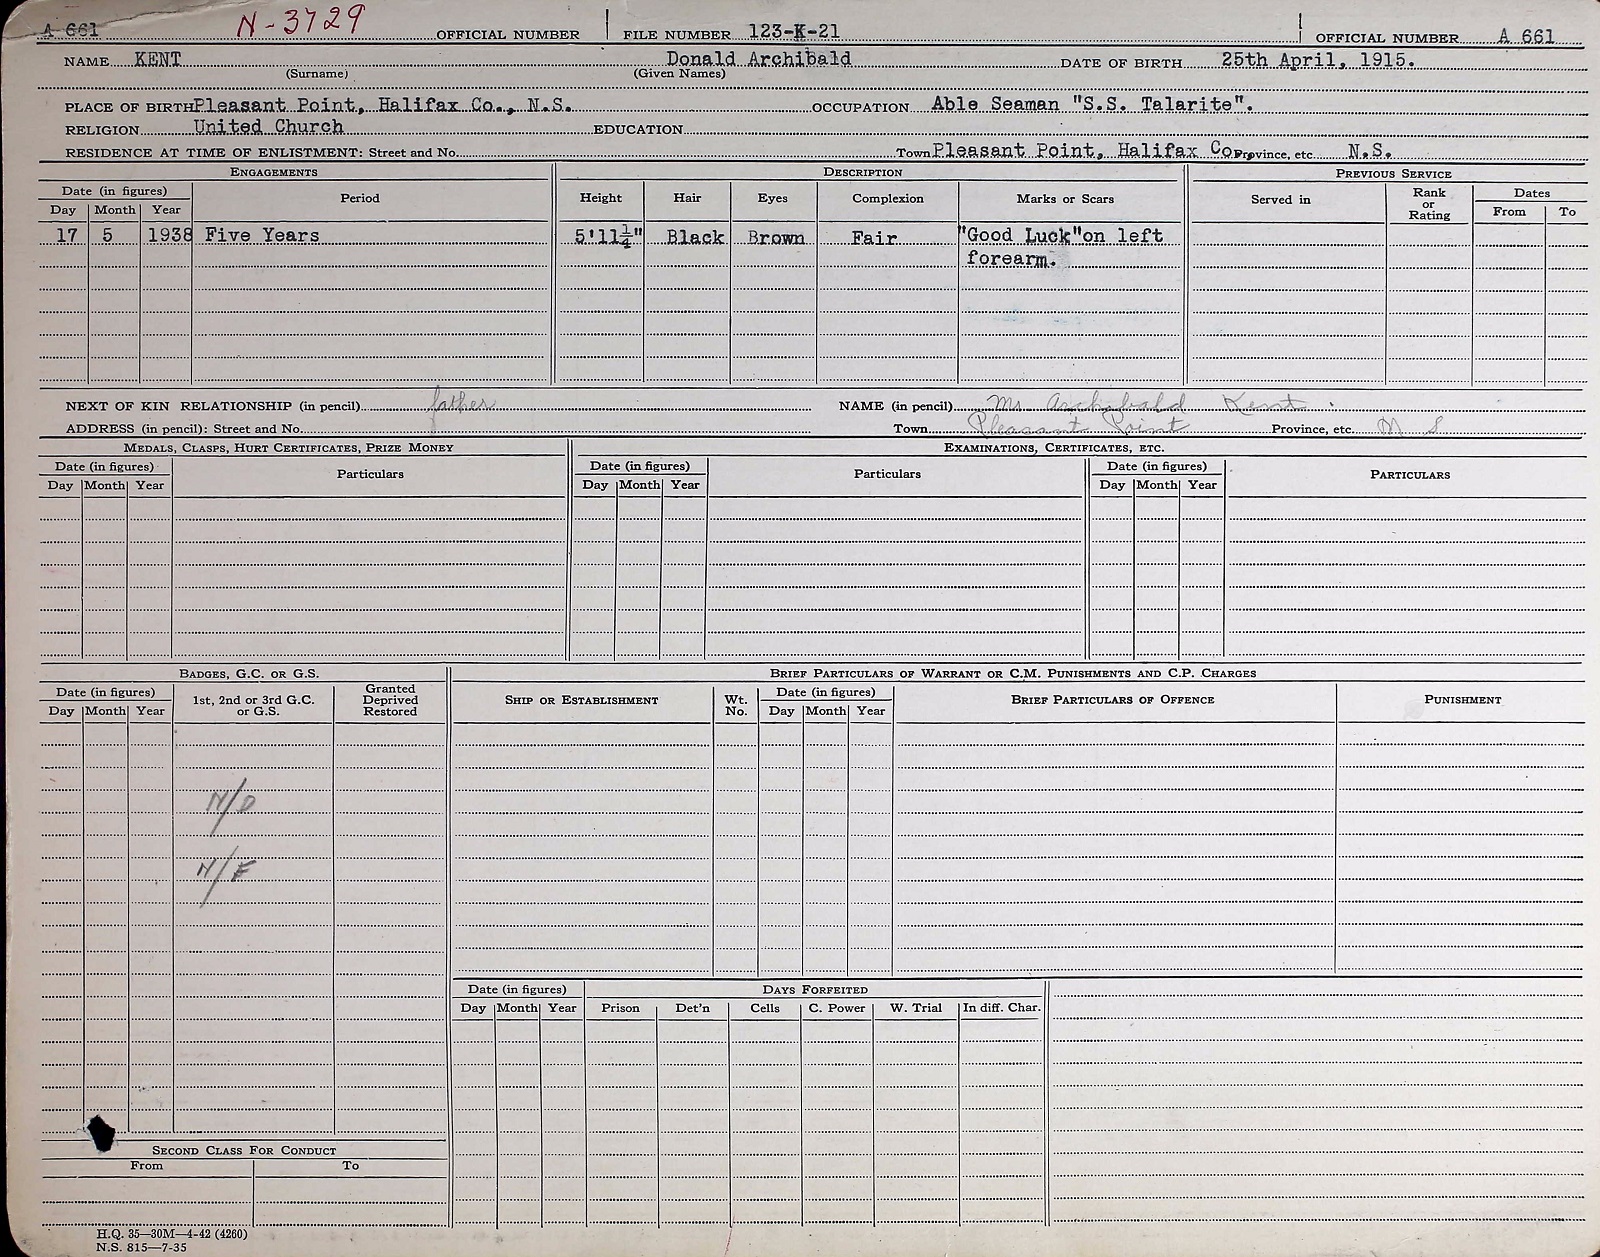 A 661 N-3729 OFFICIAL NUMBER FILE NUMBER 123-K-21 OFFICIAL NUMBER A 661
NAME KENT Donald Archibald DATE OF BIRTH 25th April, 1915.
(Surname) (Given Names)
PLACE OF BIRTH Pleasant Point, Halifax Co., N.S. OCCUPATION Able Seaman "S.S. Talarite".
RELIGION United Church EDUCATION
RESIDENCE AT TIME OF ENLISTMENT: Street and No. Town Pleasant Point, Halifax Co., Province, etc. N.S.
ENGAGEMENTS DESCRIPTION PREVIOUS SERVICE
Date (in figures) Period Height Hair Eyes Complexion Marks or Scars Served in Rank or Rating Dates
Day Month Year From To
17 5 1938 Five Years 5'11¼" Black Brown Fair "Good Luck"on left
forearm.
NEXT OF KIN RELATIONSHIP (in pencil) father NAME (in pencil) Mr Archibald Kent
ADDRESS (in pencil): Street and No. Town Pleasant Point Province, etc. N S
MEDALS, CLASPS, HURT CERTIFICATES, PRIZE MONEY EXAMINATIONS, CERTIFICATES, ETC.
Date (in figures) Particulars Date (in figures) Particulars Date (in figures) PARTICULARS
Day Month Year Day Month Year Day Month Year
BADGES, G.C. OR G.S. BRIEF PARTICULARS OF WARRANT OR C.M. PUNISHMENTS AND C.P. CHARGES
Date (in figures) 1st, 2nd or 3rd G.C. or G.S. Granted Deprived Restored SHIP OR ESTABLISHMENT Wt. No. Date (in figures) BRIEF PARTICULARS OF OFFENCE PUNISHMENT
Day Month Year Day Month Year
N/D
N/F
Date (in figures) DAYS FORFEITED
Day Month Year Prison Det'n Cells C. Power W. Trial In diff. Char.
SECOND CLASS FOR CONDUCT
From To
H.Q. 35—30M—4-42 (4260)
N.S. 815—7-35